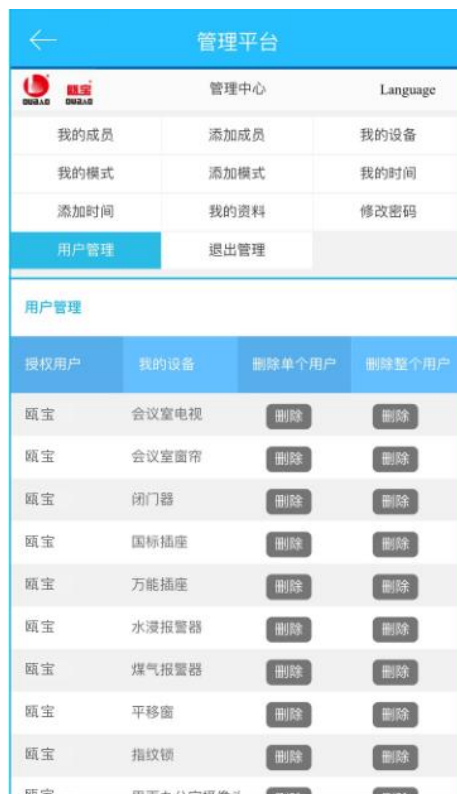 管理平台
OUBAO 瓯宝 OUBAO 管理中心 Language
我的成员 添加成员 我的设备
我的模式 添加模式 我的时间
添加时间 我的资料 修改密码
用户管理 退出管理
用户管理
授权用户 我的设备 删除单个用户 删除整个用户
瓯宝 会议室电视 删除 删除
瓯宝 会议室窗帘 删除 删除
瓯宝 闭门器 删除 删除
瓯宝 国标插座 删除 删除
瓯宝 万能插座 删除 删除
瓯宝 水浸报警器 删除 删除
瓯宝 煤气报警器 删除 删除
瓯宝 平移窗 删除 删除
瓯宝 指纹锁 删除 删除